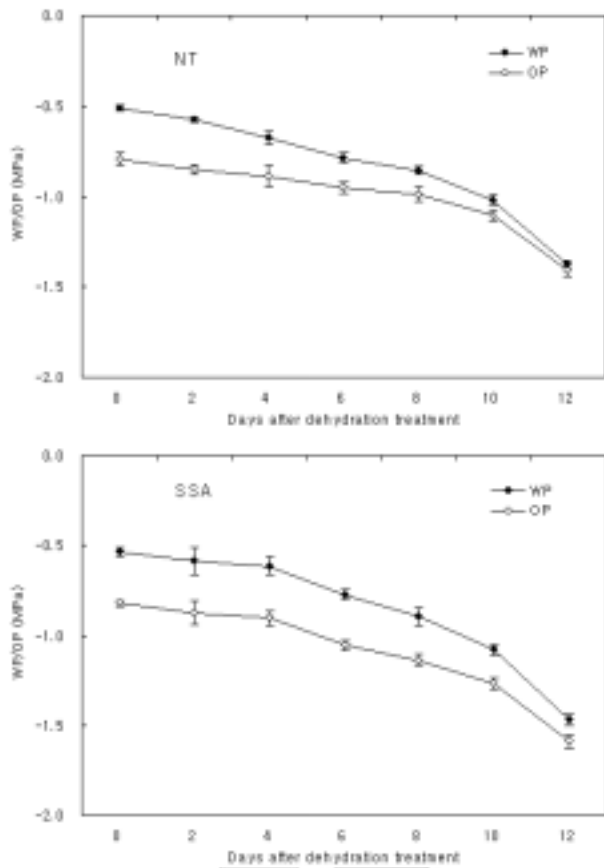 0.0
NT
WP
OP
-0.5
-1.0
WP/OP (MPa)
-1.5
-2.0
0 2 4 6 8 10 12
Days after dehydration treatment
0.0
SSA
WP
OP
-0.5
-1.0
WP/OP (MPa)
-1.5
-2.0
0 2 4 6 8 10 12
Days after dehydration treatment